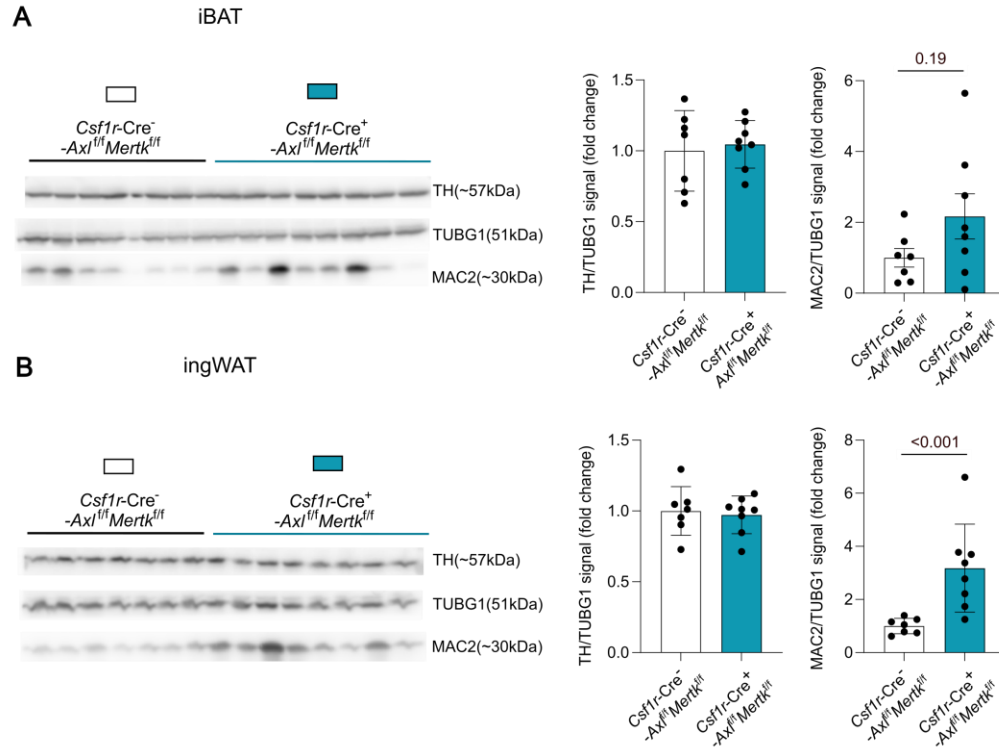 A
iBAT
Csf1r-Cre⁻
-Axlf/fMertkf/f
Csf1r-Cre⁺
-Axlf/fMertkf/f
TH(~57kDa)
TUBG1(51kDa)
MAC2(~30kDa)
TH/TUBG1 signal (fold change)
1.5
1.0
0.5
0.0
Csf1r-Cre⁻
-Axlf/fMertkf/f
Csf1r-Cre⁺
Axlf/fMertkf/f
MAC2/TUBG1 signal (fold change)
0.19
6
4
2
0
Csf1r-Cre⁻
-Axlf/fMertkf/f
Csf1r-Cre⁺
-Axlf/fMertkf/f
B
ingWAT
Csf1r-Cre⁻
-Axlf/fMertkf/f
Csf1r-Cre⁺
-Axlf/fMertkf/f
TH(~57kDa)
TUBG1(51kDa)
MAC2(~30kDa)
TH/TUBG1 signal (fold change)
1.5
1.0
0.5
0.0
Csf1r-Cre⁻
-Axlf/fMertkf/f
Csf1r-Cre⁺
-Axlf/fMertkf/f
MAC2/TUBG1 signal (fold change)
<0.001
8
6
4
2
0
Csf1r-Cre⁻
-Axlf/fMertkf/f
Csf1r-Cre⁺
-Axlf/fMertkf/f